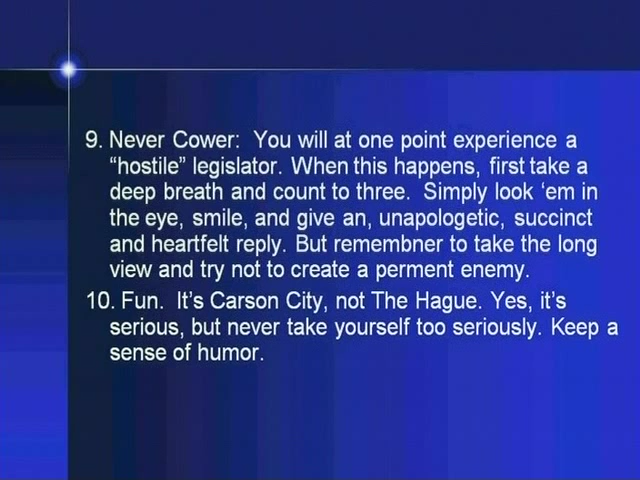 9. Never Cower:  You will at one point experience a
“hostile” legislator. When this happens, first take a
deep breath and count to three.  Simply look ‘em in
the eye, smile, and give an, unapologetic, succinct
and heartfelt reply. But remembner to take the long
view and try not to create a perment enemy.
10. Fun.  It’s Carson City, not The Hague. Yes, it’s
serious, but never take yourself too seriously. Keep a
sense of humor.